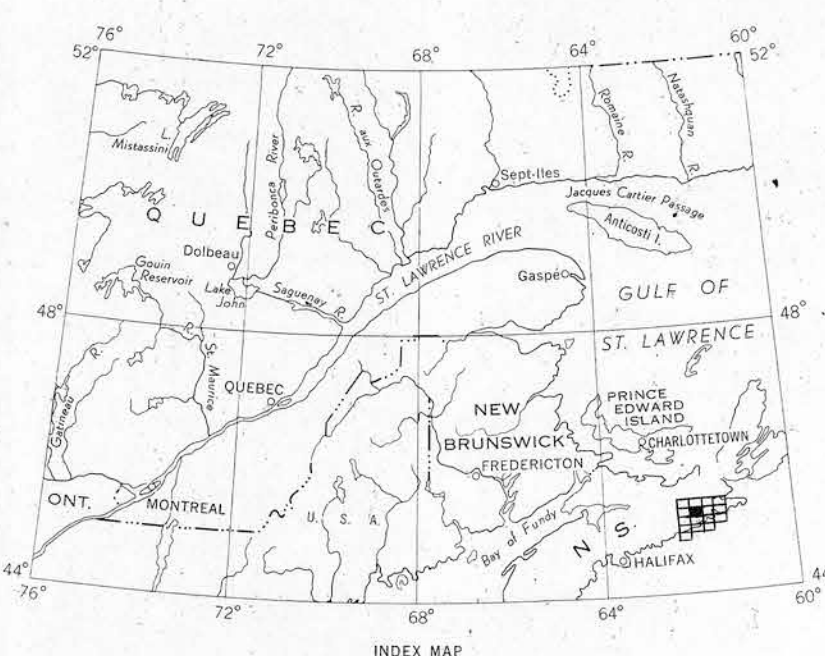 76°
72°
68°
64°
60°
52°
52°
L.
Mistassini
Peribonca River
R. aux Outardes
Romaine R.
Natashquan R.
Sept-Iles
Jacques Cartier Passage
Anticosti I.
QUEBEC
Dolbeau
Gouin
Reservoir
Lake
John
Saguenay R.
ST. LAWRENCE RIVER
Gaspé
GULF OF
ST. LAWRENCE
48°
48°
R.
St. Maurice
Gatineau R.
QUEBEC
NEW
BRUNSWICK
FREDERICTON
PRINCE
EDWARD
ISLAND
CHARLOTTETOWN
ONT.
MONTREAL
U. S. A.
Bay of Fundy
N. S.
HALIFAX
44°
44
76°
72°
68°
64°
60°
INDEX MAP